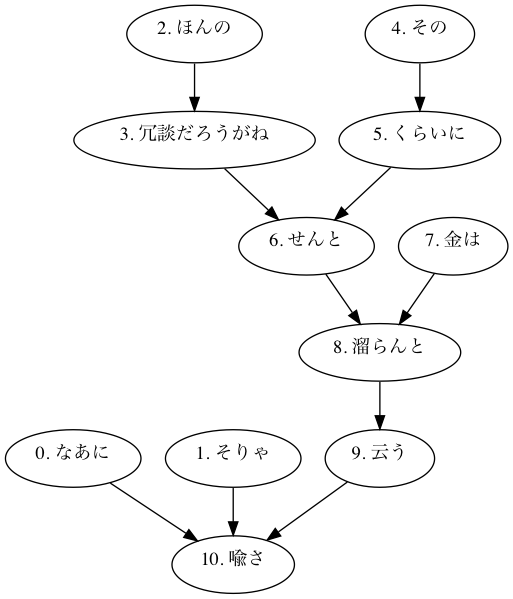 2. ほんの
4. その
3. 冗談だろうがね
5. くらいに
6. せんと
7. 金は
8. 溜らんと
0. なあに
1. そりゃ
9. 云う
10. 喩さ